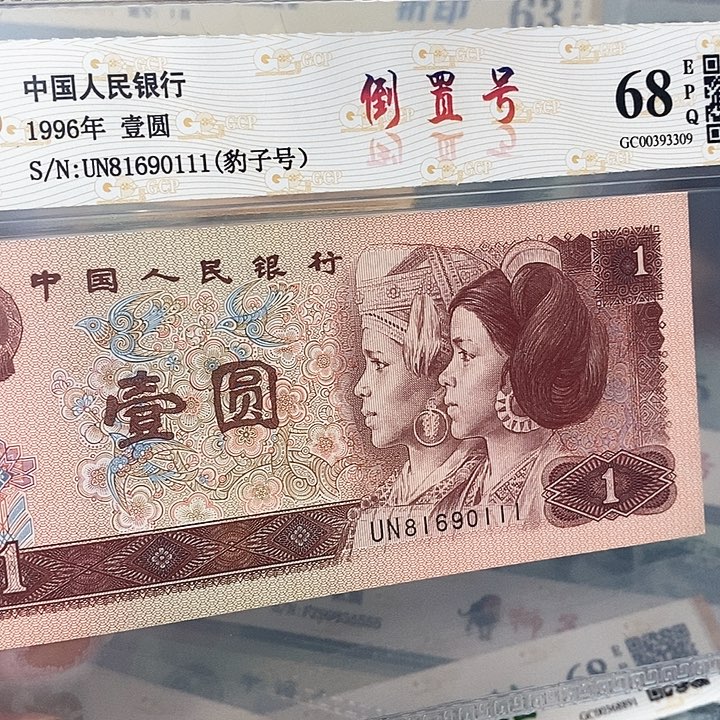 中国人民银行
1996年 壹圆
S/N:UN81690111(豹子号)
倒置号
68
EPQ
GC00393309
中国人民银行
1
壹圆
1
UN81690111
1